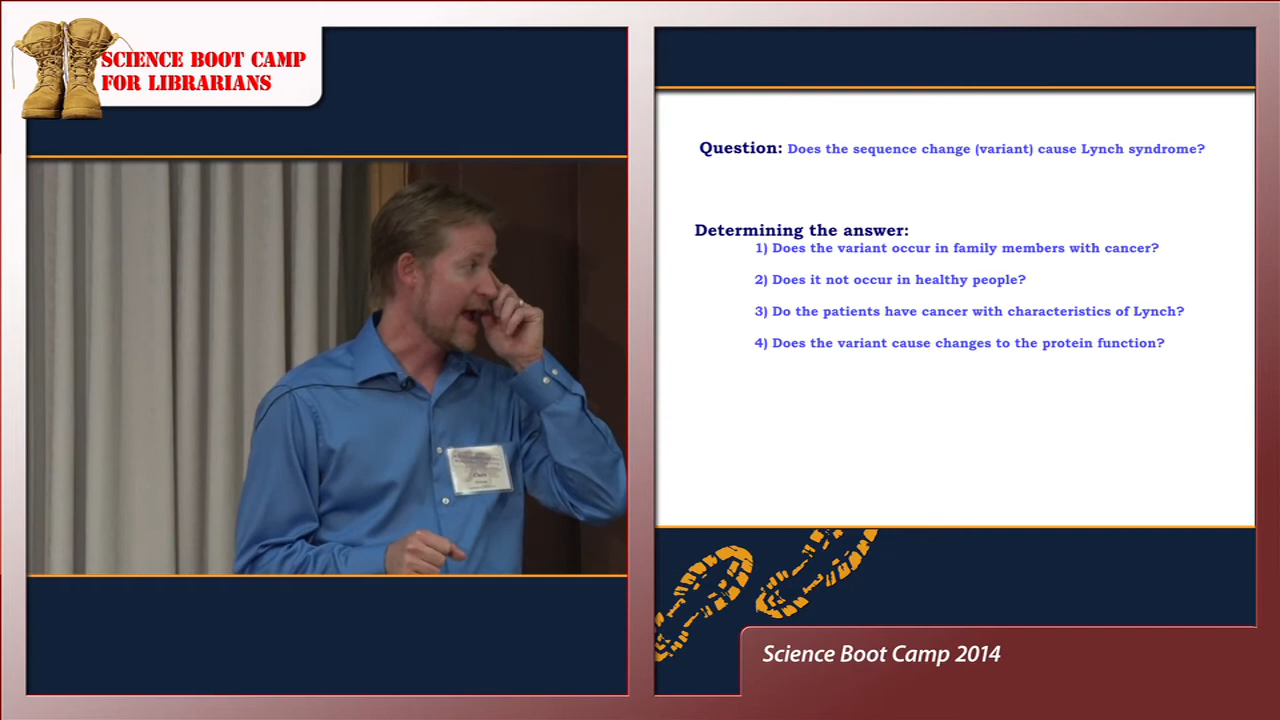 SCIENCE BOOT CAMP
FOR LIBRARIANS
Question: Does the sequence change (variant) cause Lynch syndrome?
Determining the answer:
1) Does the variant occur in family members with cancer?
2) Does it not occur in healthy people?
3) Do the patients have cancer with characteristics of Lynch?
4) Does the variant cause changes to the protein function?
Science Boot Camp 2014